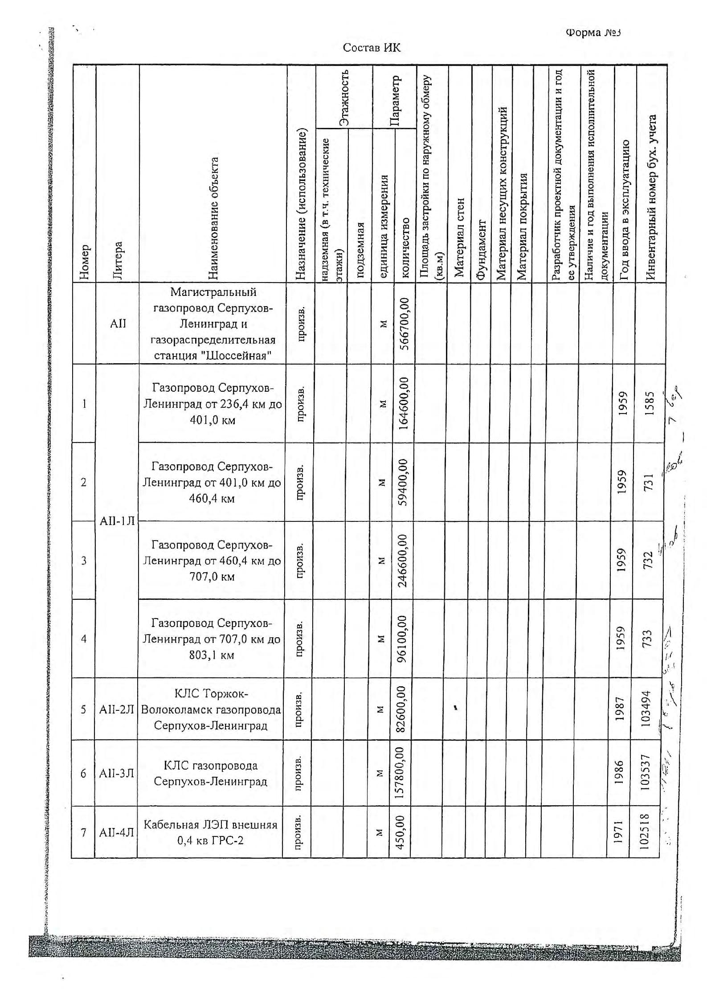 Форма №3
Состав ИК
Номер
Литера
Наименование объекта
Назначение (использование)
Этажность
надземная (в т.ч. технические
этажи)
подземная
Параметр
единица измерения
количество
Площадь застройки по наружному обмеру
(кв.м)
Материал стен
Фундамент
Материал несущих конструкций
Материал покрытия
Разработчик проектной документации и год
ее утверждения
Наличие и год выполнения исполнительной
документации
Год ввода в эксплуатацию
Инвентарный номер бух. учета
АII
Магистральный
газопровод Серпухов-
Ленинград и
газораспределительная
станция "Шоссейная"
произв.
м
566700,00
1
АII-1Л
Газопровод Серпухов-
Ленинград от 236,4 км до
401,0 км
произв.
м
164600,00
1959
1585
2
Газопровод Серпухов-
Ленинград от 401,0 км до
460,4 км
произв.
м
59400,00
1959
731
3
Газопровод Серпухов-
Ленинград от 460,4 км до
707,0 км
произв.
м
246600,00
1959
732
4
Газопровод Серпухов-
Ленинград от 707,0 км до
803,1 км
произв.
м
96100,00
1959
733
5
АII-2Л
КЛС Торжок-
Волоколамск газопровода
Серпухов-Ленинград
произв.
м
82600,00
1987
103494
6
АII-3Л
КЛС газопровода
Серпухов-Ленинград
произв.
м
157800,00
1986
103537
7
АII-4Л
Кабельная ЛЭП внешняя
0,4 кв ГРС-2
произв.
м
450,00
1971
102518